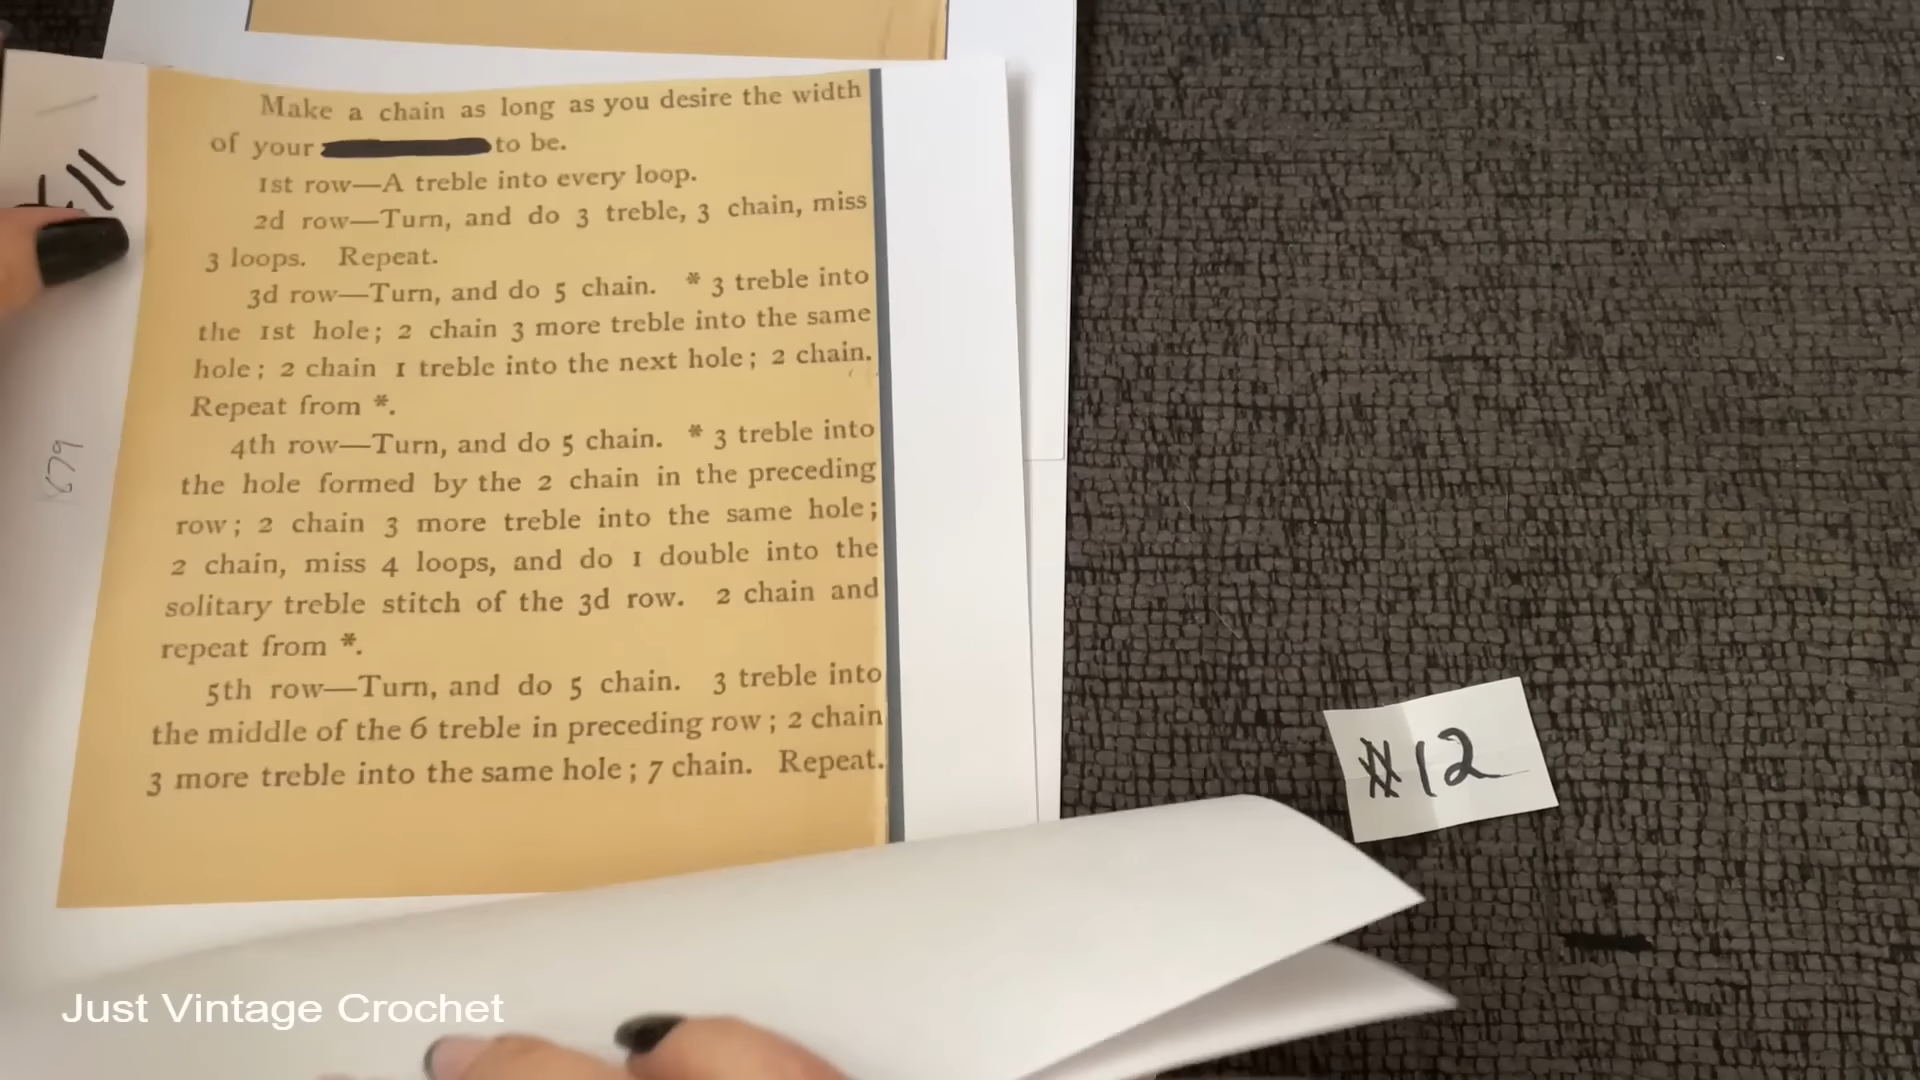 Make a chain as long as you desire the width
of your to be.
1st row—A treble into every loop.
2d row—Turn, and do 3 treble, 3 chain, miss
3 loops. Repeat.
3d row—Turn, and do 5 chain. * 3 treble into
the 1st hole; 2 chain 3 more treble into the same
hole; 2 chain 1 treble into the next hole; 2 chain.
Repeat from *.
4th row—Turn, and do 5 chain. * 3 treble into
the hole formed by the 2 chain in the preceding
row; 2 chain 3 more treble into the same hole;
2 chain, miss 4 loops, and do 1 double into the
solitary treble stitch of the 3d row. 2 chain and
repeat from *.
5th row—Turn, and do 5 chain. 3 treble into
the middle of the 6 treble in preceding row; 2 chain
3 more treble into the same hole; 7 chain. Repeat.
#12
Just Vintage Crochet